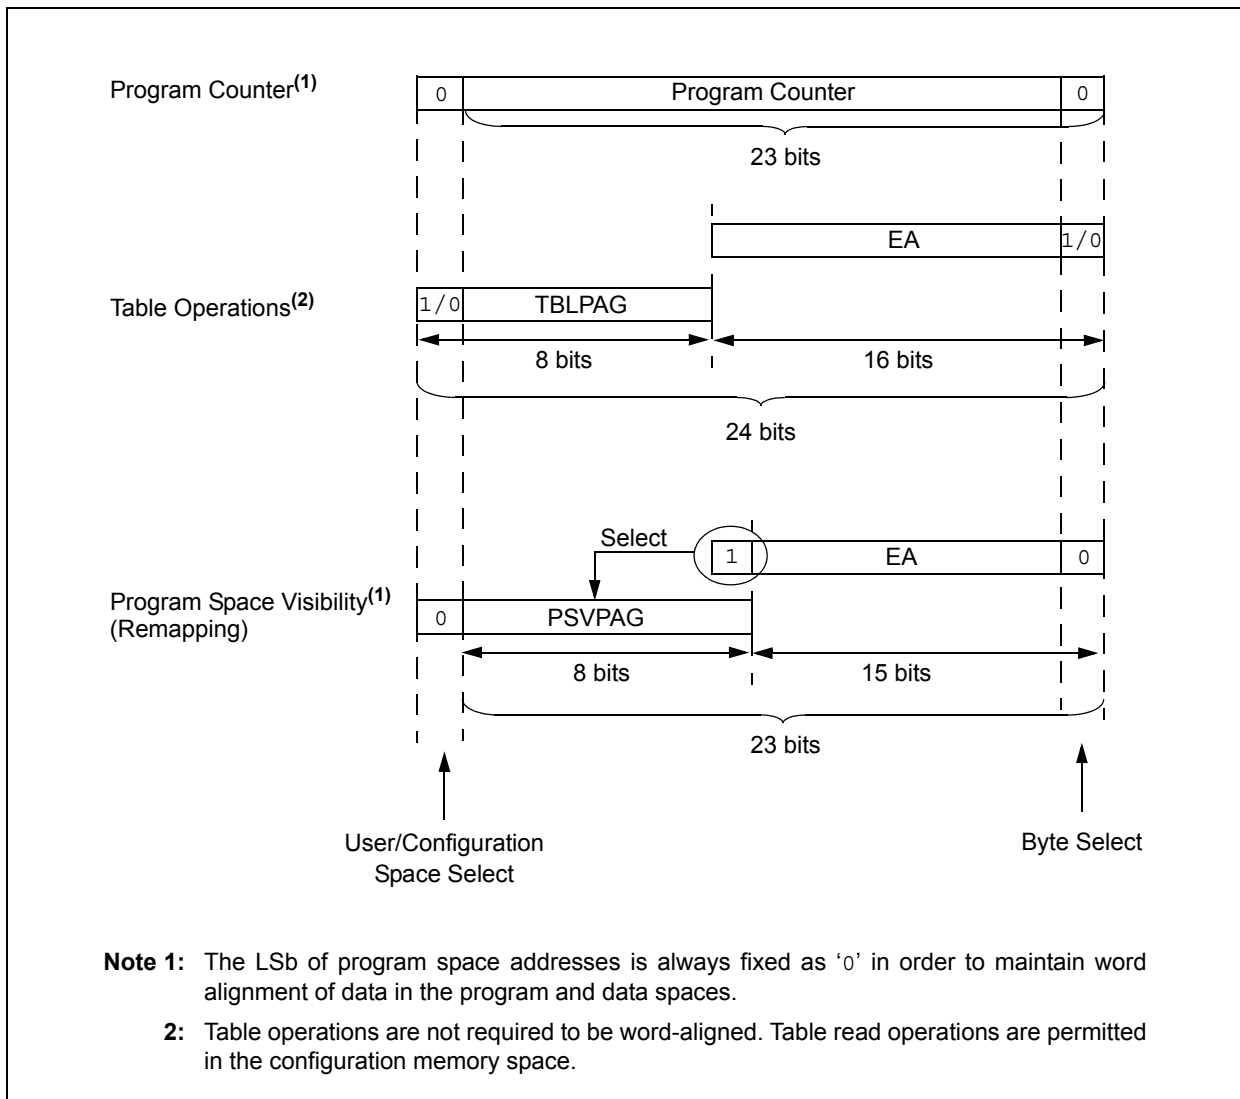 Program Counter(1)
0
Program Counter
0
23 bits
EA
1/0
Table Operations(2)
1/0
TBLPAG
8 bits
16 bits
24 bits
Select
1
EA
0
Program Space Visibility(1)
(Remapping)
0
PSVPAG
8 bits
15 bits
23 bits
User/Configuration
Space Select
Byte Select
Note 1: The LSb of program space addresses is always fixed as ‘0’ in order to maintain word
alignment of data in the program and data spaces.
2: Table operations are not required to be word-aligned. Table read operations are permitted
in the configuration memory space.